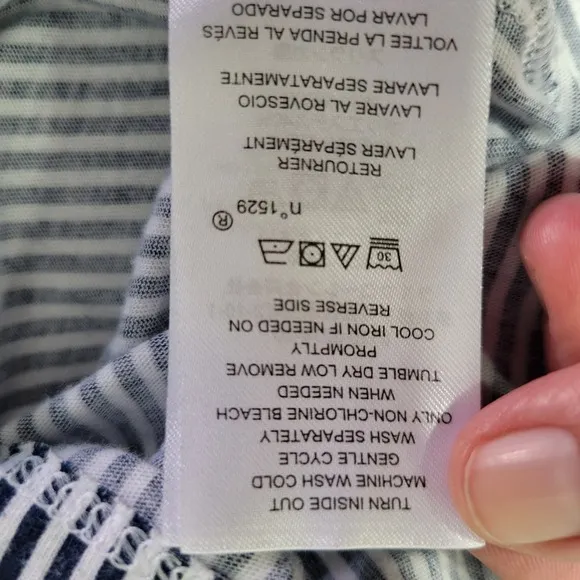 TURN INSIDE OUT
MACHINE WASH COLD
GENTLE CYCLE
WASH SEPARATELY
ONLY NON-CHLORINE BLEACH
WHEN NEEDED
TUMBLE DRY LOW REMOVE
PROMPTLY
COOL IRON IF NEEDED ON
REVERSE SIDE
30
n°1529 ®
RETOURNER
LAVER SÉPARÉMENT
LAVARE AL ROVESCIO
LAVARE SEPARATAMENTE
VOLTEE LA PRENDA AL REVÉS
LAVAR POR SEPARADO